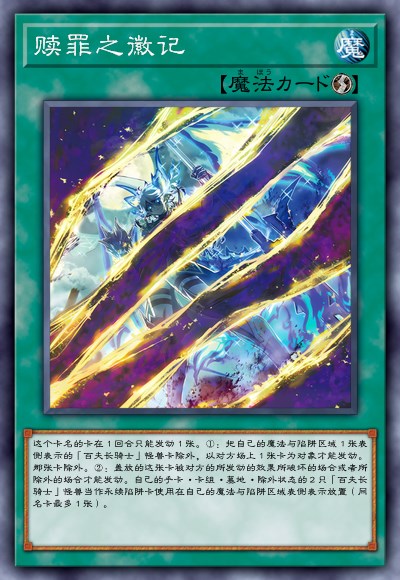 赎罪之徽记
魔
【魔法カード】
まほう
这个卡名的卡在1回合只能发动1张。①：把自己的魔法与陷阱区域1张表
侧表示的「百夫长骑士」怪兽卡除外，以对方场上1张卡为对象才能发动。
那张卡除外。②：盖放的这张卡被对方的所发动的效果所破坏的场合或者所
除外的场合才能发动。自己的手卡・卡组・墓地・除外状态的2只「百夫长
骑士」怪兽当作永续陷阱卡使用在自己的魔法与陷阱区域表侧表示放置（同
名卡最多1张）。